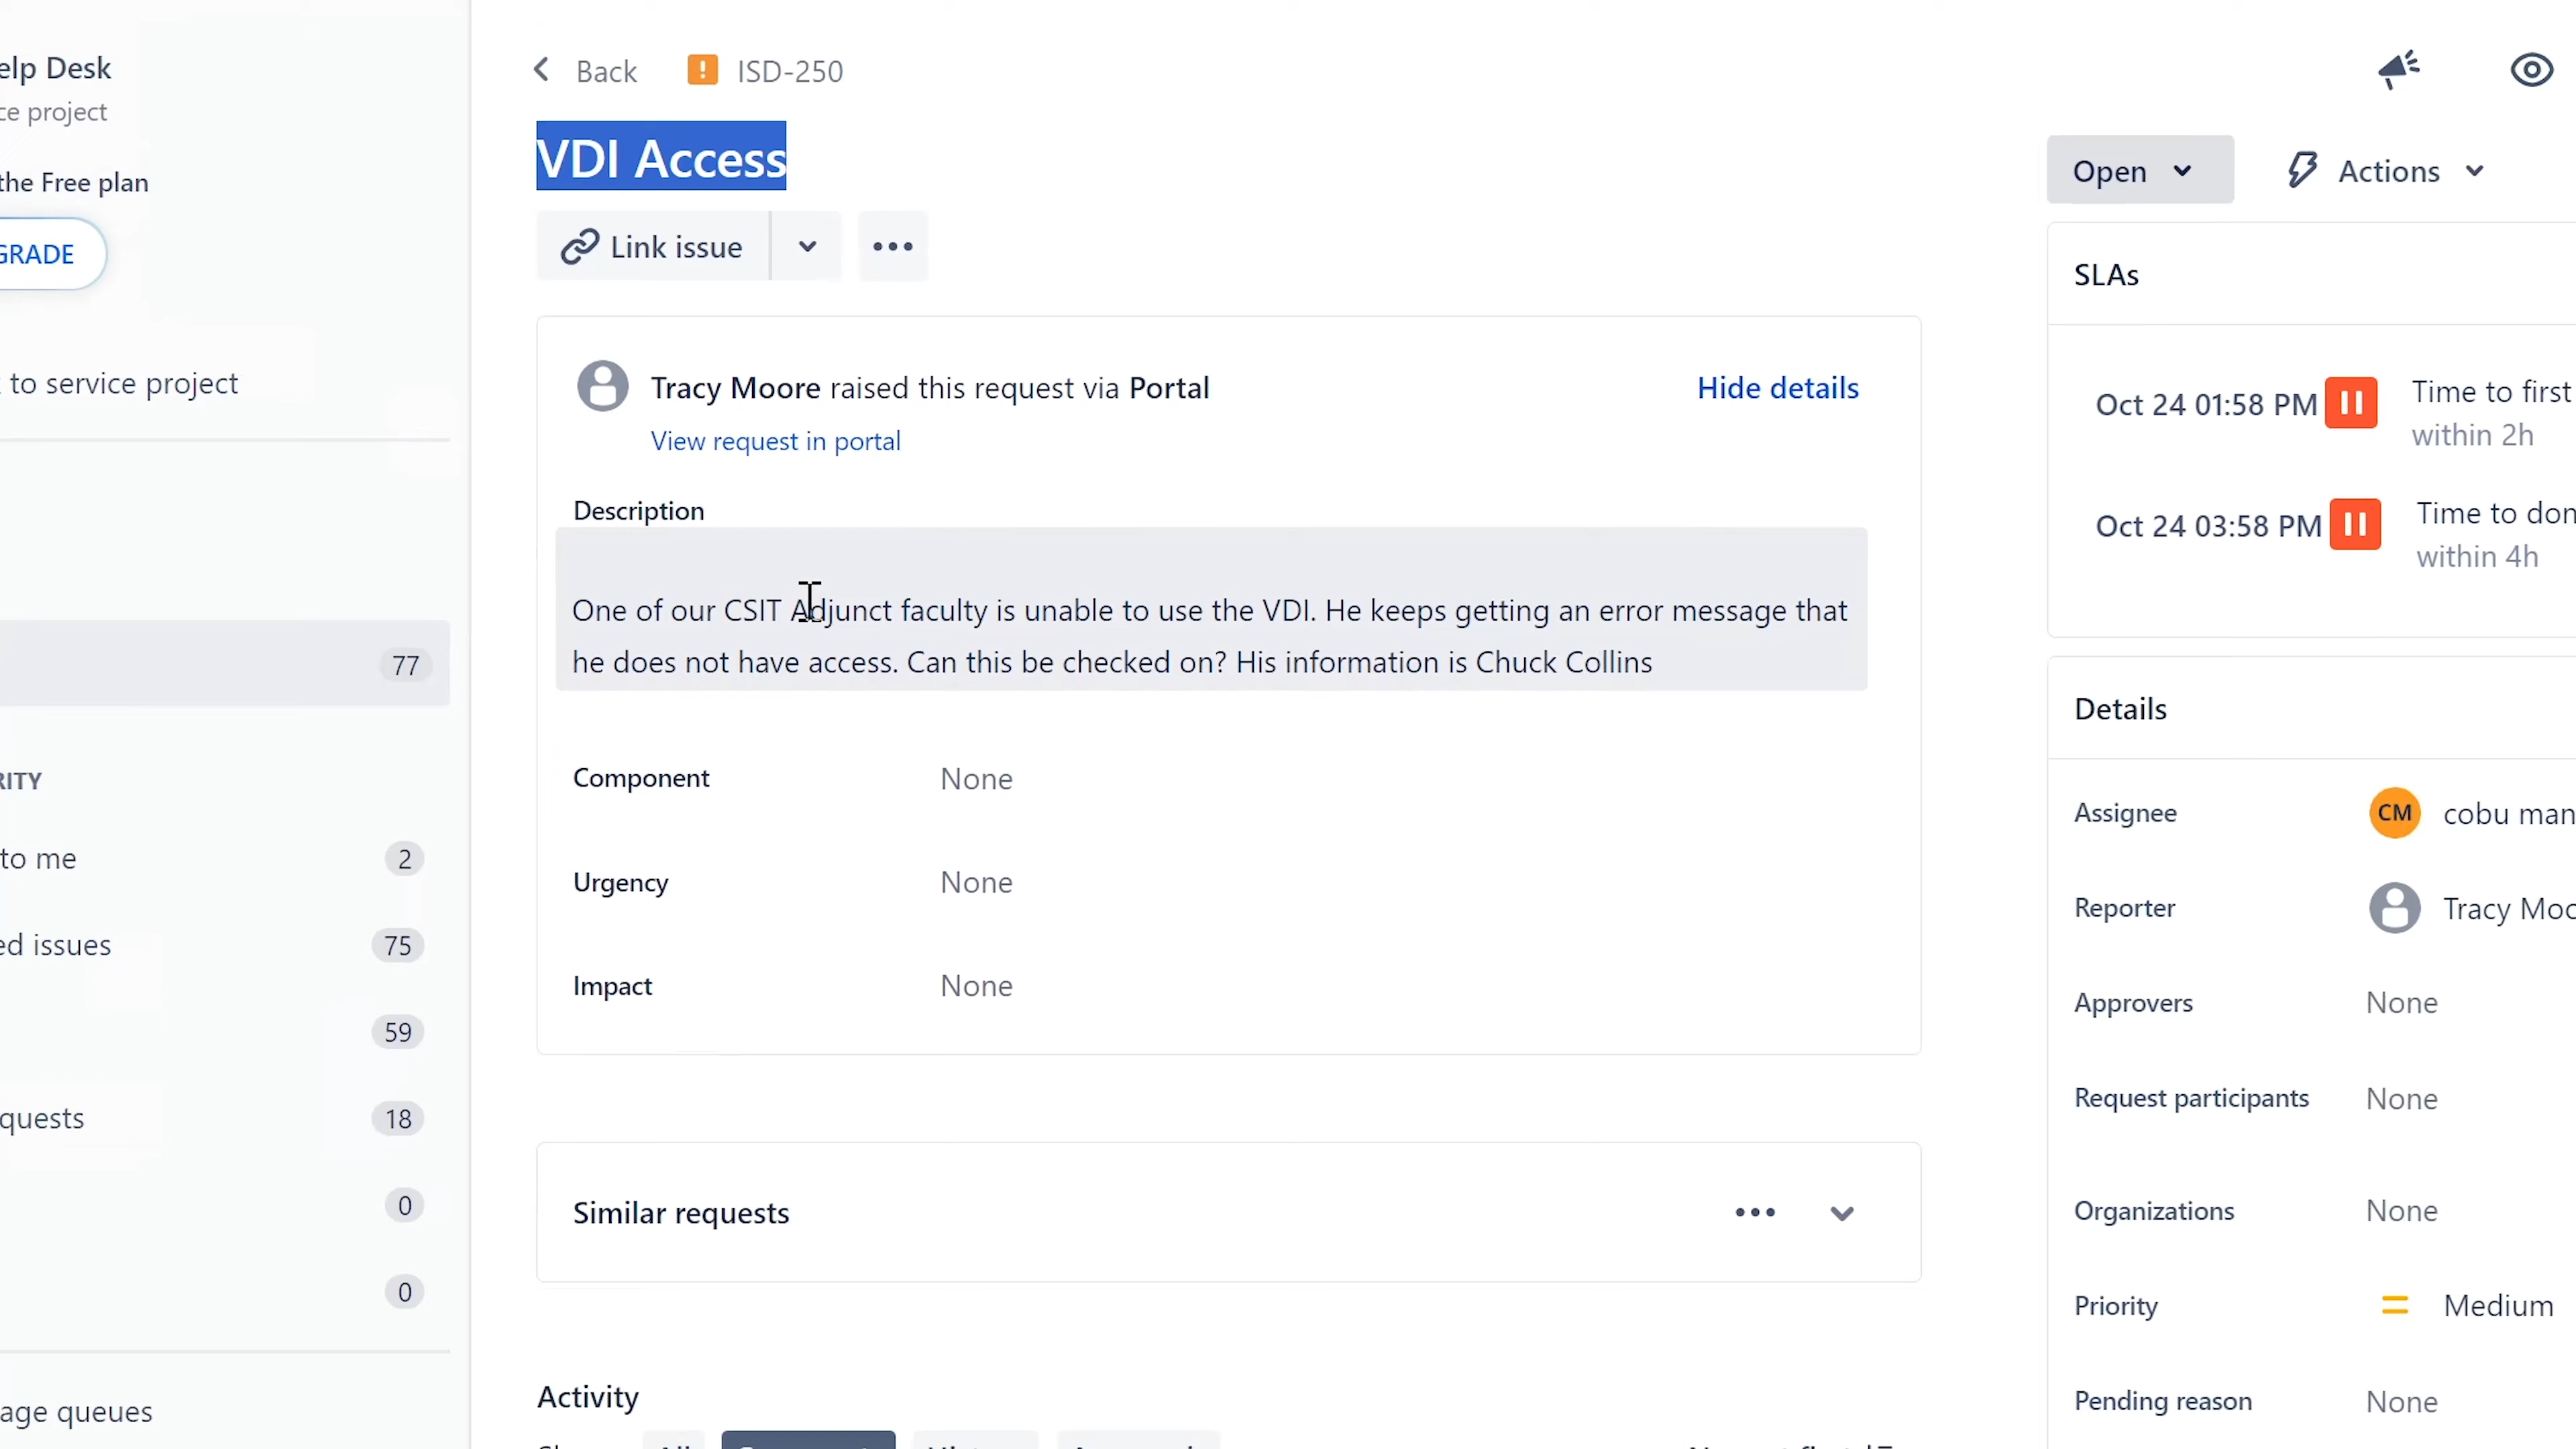 elp Desk
ce project
the Free plan
GRADE
to service project
77
RITY
to me
2
ed issues
75
59
quests
18
0
0
age queues
Back
ISD-250
VDI Access
Link issue
Tracy Moore raised this request via Portal
Hide details
View request in portal
Description
One of our CSIT Adjunct faculty is unable to use the VDI. He keeps getting an error message that
he does not have access. Can this be checked on? His information is Chuck Collins
Component None
Urgency None
Impact None
Similar requests
Activity
Open
Actions
SLAs
Oct 24 01:58 PM
Time to first
within 2h
Oct 24 03:58 PM
Time to don
within 4h
Details
Assignee
CM
cobu man
Reporter
Tracy Moo
Approvers None
Request participants None
Organizations None
Priority Medium
Pending reason None